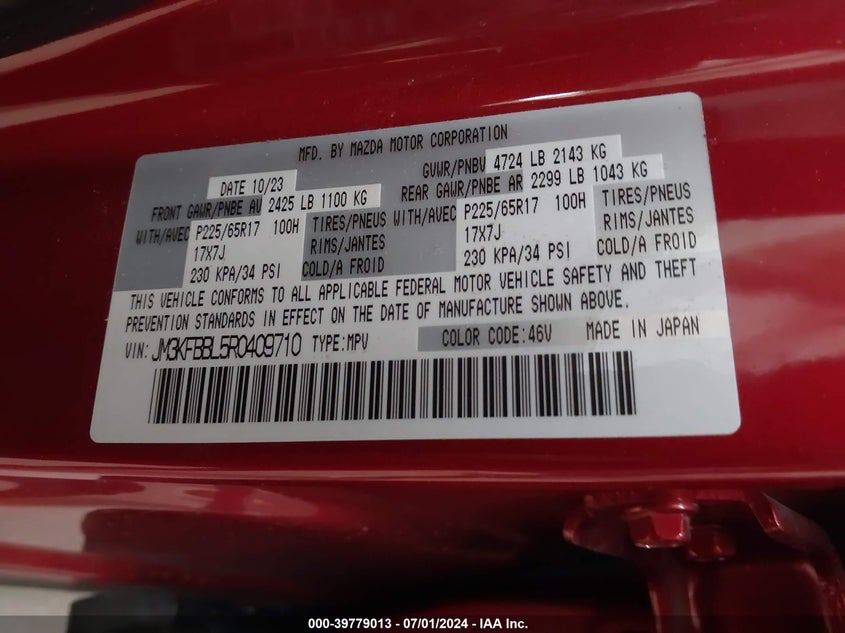 MFD. BY MAZDA MOTOR CORPORATION
DATE 10/23 GVWR/PNBV 4724 LB 2143 KG
FRONT GAWR/PNBE AV 2425 LB 1100 KG REAR GAWR/PNBE AR 2299 LB 1043 KG
WITH/AVEC P225/65R17 100H TIRES/PNEUS WITH/AVEC P225/65R17 100H TIRES/PNEUS
17X7J RIMS/JANTES 17X7J RIMS/JANTES
230 KPA/34 PSI COLD/A FROID 230 KPA/34 PSI COLD/A FROID
THIS VEHICLE CONFORMS TO ALL APPLICABLE FEDERAL MOTOR VEHICLE SAFETY AND THEFT
PREVENTION STANDARDS IN EFFECT ON THE DATE OF MANUFACTURE SHOWN ABOVE.
VIN: JM3KFBBL5R0409710 TYPE:MPV COLOR CODE:46V MADE IN JAPAN
000-39779013 - 07/01/2024 - IAA Inc.